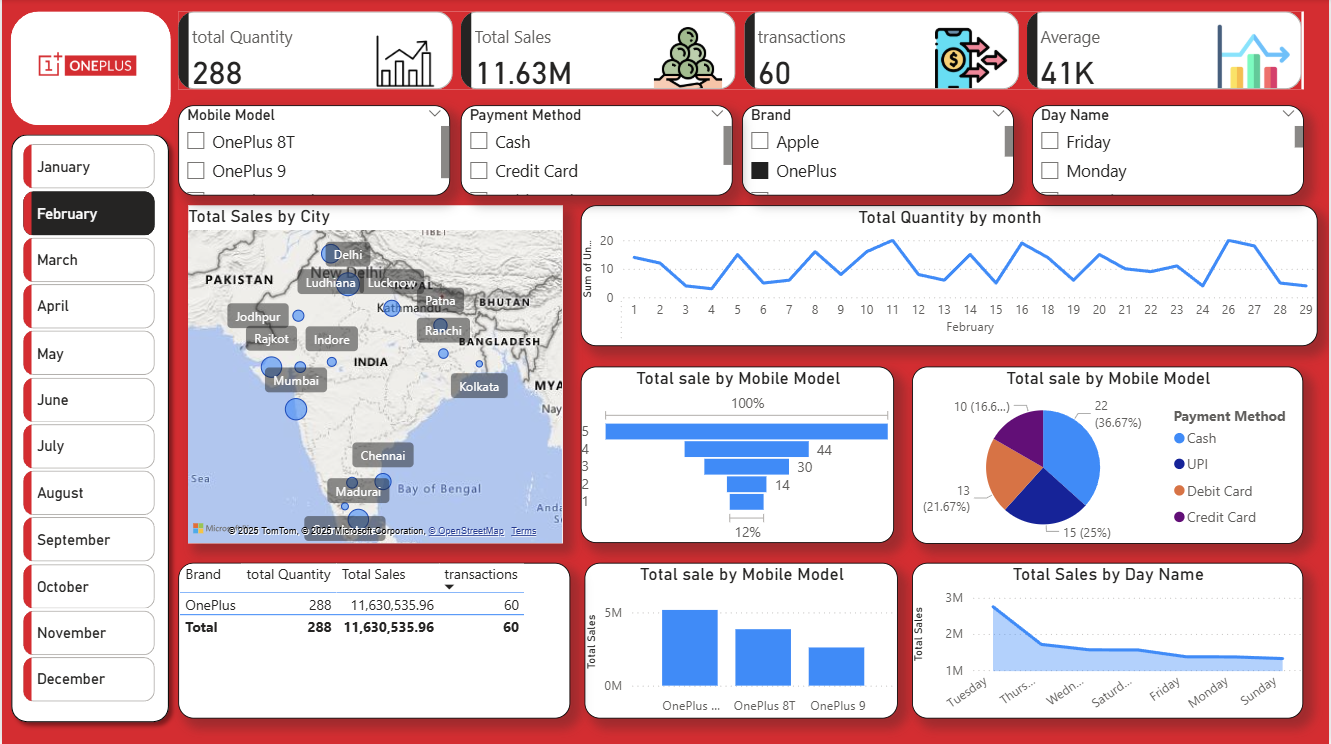 1+ ONEPLUS
total Quantity
288
Total Sales
11.63M
transactions
60
Average
41K
Mobile Model
OnePlus 8T
OnePlus 9
Payment Method
Cash
Credit Card
Brand
Apple
OnePlus
Day Name
Friday
Monday
January
February
March
April
May
June
July
August
September
October
November
December
Total Sales by City
TIBET
Delhi
PAKISTAN
New Delhi
NEPAL
Ludhiana
Lucknow
Kathmandu
Patna
BHUTAN
Jodhpur
Ranchi
Rajkot
Indore
BANGLADESH
INDIA
Mumbai
Kolkata
MYA
Nay
Chennai
Sea
Madurai
Bay of Bengal
Anda
Se
Microsoft
© 2025 TomTom, © 2025 Microsoft Corporation, © OpenStreetMap Terms
Total Quantity by month
Sum of Un...
20
10
0
1 2 3 4 5 6 7 8 9 10 11 12 13 14 15 16 17 18 19 20 21 22 23 24 25 26 27 28 29
February
Total sale by Mobile Model
100%
5
4 44
3 30
2 14
1
12%
Total sale by Mobile Model
10 (16.6...)
22
(36.67%)
13
(21.67%)
15 (25%)
Payment Method
Cash
UPI
Debit Card
Credit Card
Brand total Quantity Total Sales transactions
OnePlus 288 11,630,535.96 60
Total 288 11,630,535.96 60
Total sale by Mobile Model
Total Sales
5M
0M
OnePlus ... OnePlus 8T OnePlus 9
Total Sales by Day Name
Total Sales
3M
2M
1M
Tuesday Thurs... Wedn... Saturd... Friday Monday Sunday